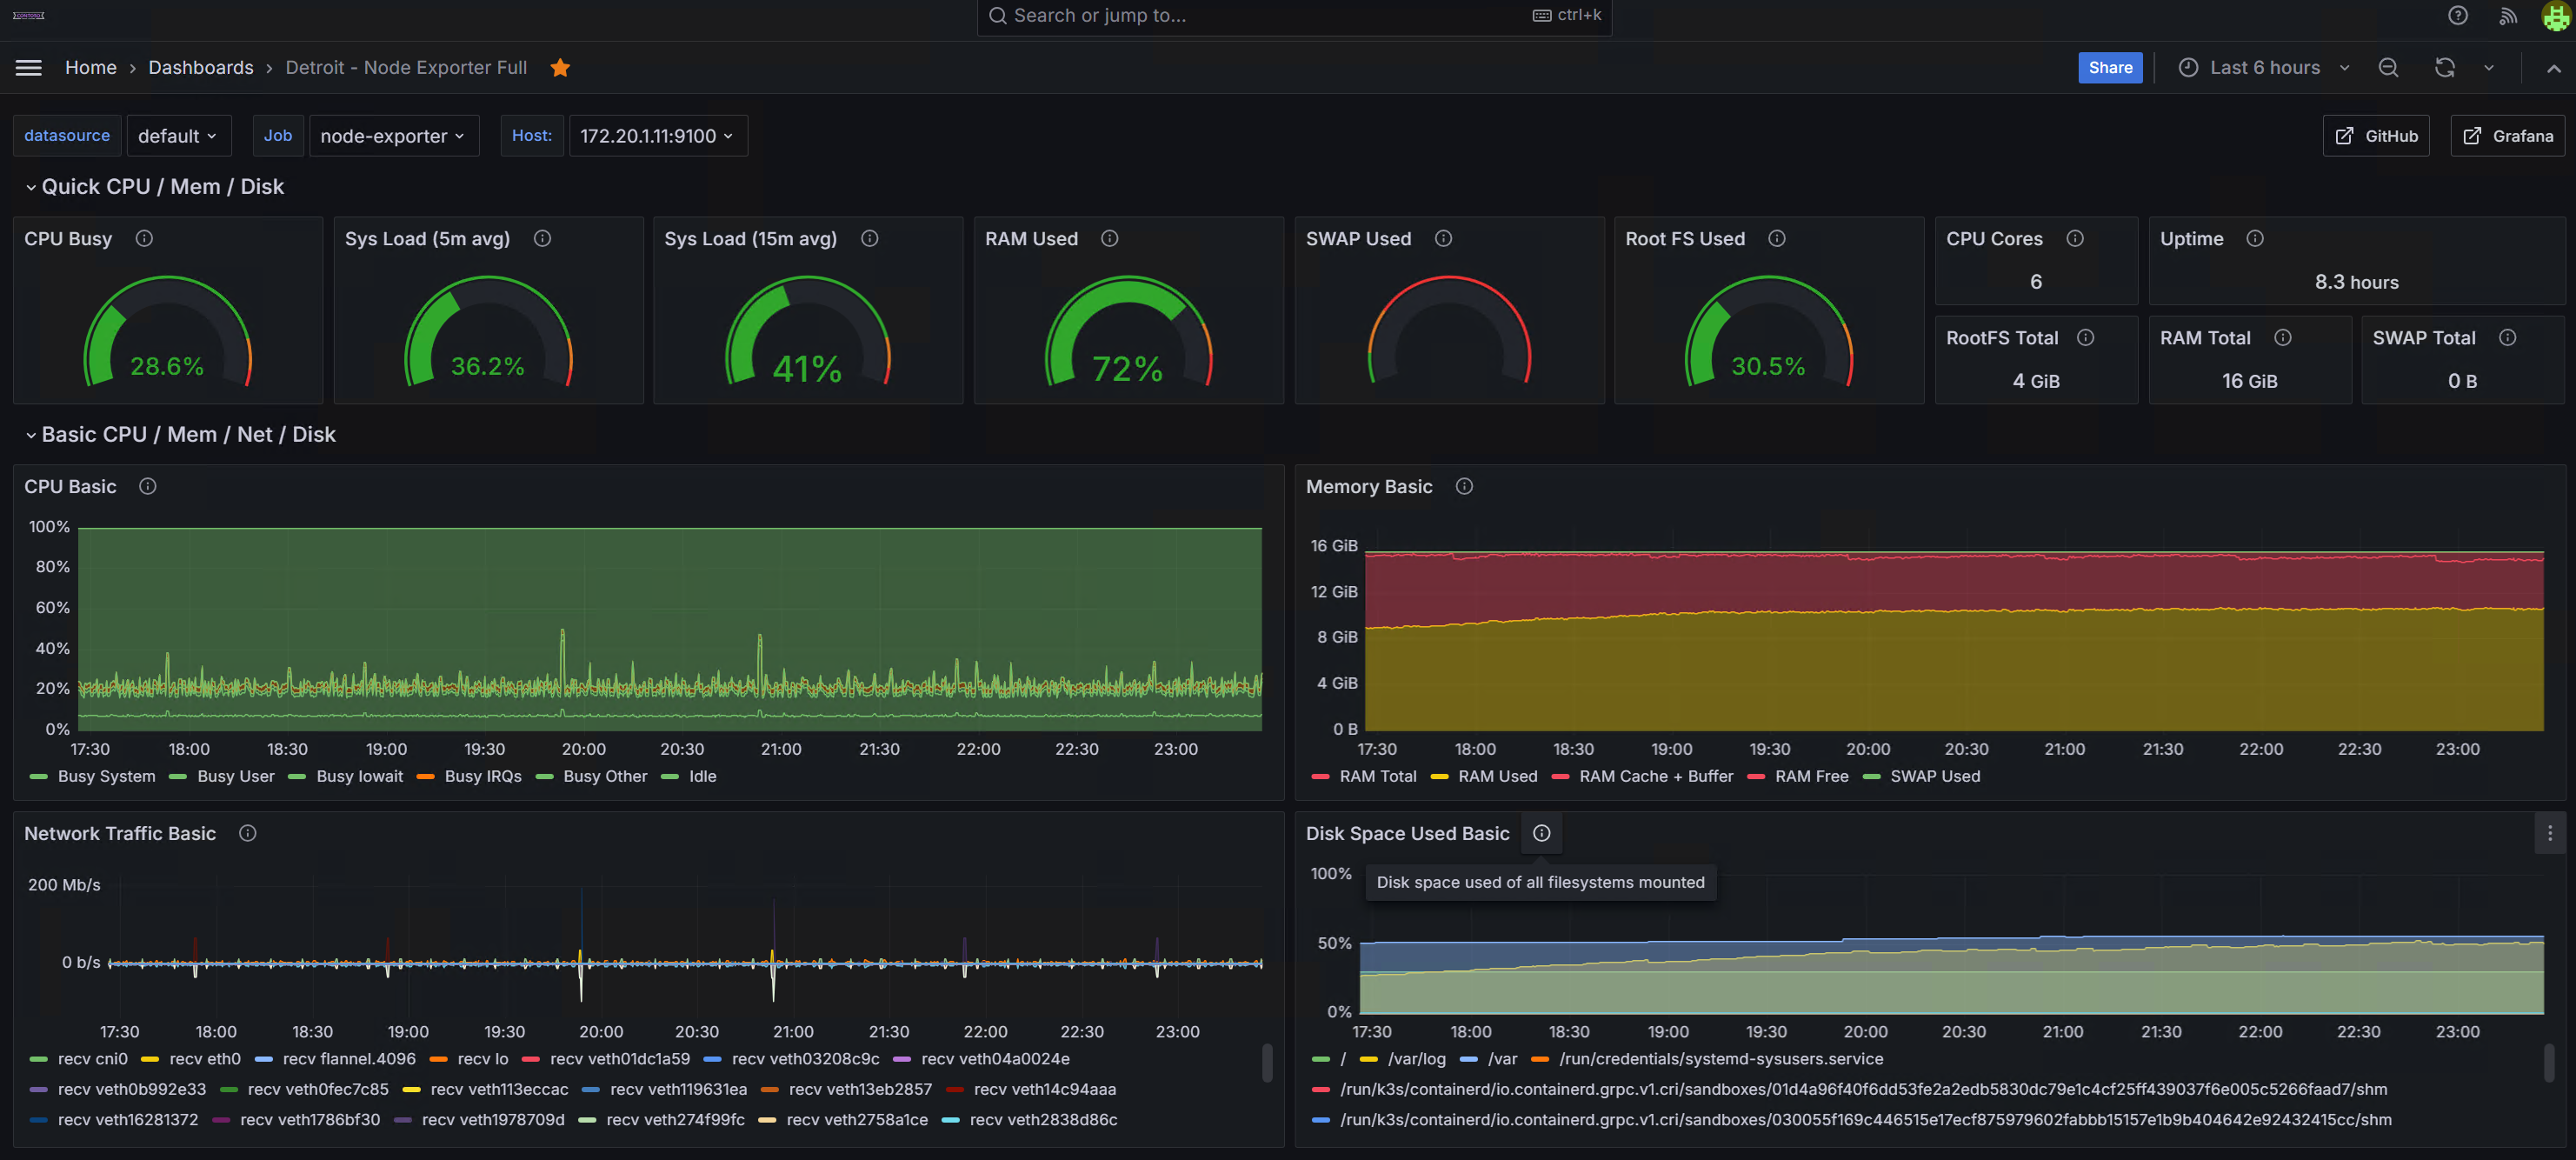 Search or jump to... ctrl+k
Home › Dashboards › Detroit - Node Exporter Full Share Last 6 hours
datasource default Job node-exporter Host: 172.20.1.11:9100 GitHub Grafana
Quick CPU / Mem / Disk
CPU Busy Sys Load (5m avg) Sys Load (15m avg) RAM Used SWAP Used Root FS Used CPU Cores Uptime
6 8.3 hours
RootFS Total RAM Total SWAP Total
28.6% 36.2% 41% 72% 30.5% 4 GiB 16 GiB 0 B
Basic CPU / Mem / Net / Disk
CPU Basic
100%
80%
60%
40%
20%
0%
17:30 18:00 18:30 19:00 19:30 20:00 20:30 21:00 21:30 22:00 22:30 23:00
Busy System Busy User Busy Iowait Busy IRQs Busy Other Idle
Memory Basic
16 GiB
12 GiB
8 GiB
4 GiB
0 B
17:30 18:00 18:30 19:00 19:30 20:00 20:30 21:00 21:30 22:00 22:30 23:00
RAM Total RAM Used RAM Cache + Buffer RAM Free SWAP Used
Network Traffic Basic
200 Mb/s
0 b/s
17:30 18:00 18:30 19:00 19:30 20:00 20:30 21:00 21:30 22:00 22:30 23:00
recv cni0 recv eth0 recv flannel.4096 recv lo recv veth01dc1a59 recv veth03208c9c recv veth04a0024e
recv veth0b992e33 recv veth0fec7c85 recv veth113eccac recv veth119631ea recv veth13eb2857 recv veth14c94aaa
recv veth16281372 recv veth1786bf30 recv veth1978709d recv veth274f99fc recv veth2758a1ce recv veth2838d86c
Disk Space Used Basic
Disk space used of all filesystems mounted
100%
50%
0%
17:30 18:00 18:30 19:00 19:30 20:00 20:30 21:00 21:30 22:00 22:30 23:00
/ /var/log /var /run/credentials/systemd-sysusers.service
/run/k3s/containerd/io.containerd.grpc.v1.cri/sandboxes/01d4a96f40f6dd53fe2a2edb5830dc79e1c4cf25ff439037f6e005c5266faad7/shm
/run/k3s/containerd/io.containerd.grpc.v1.cri/sandboxes/030055f169c446515e17ecf875979602fabbb15157e1b9b404642e92432415cc/shm